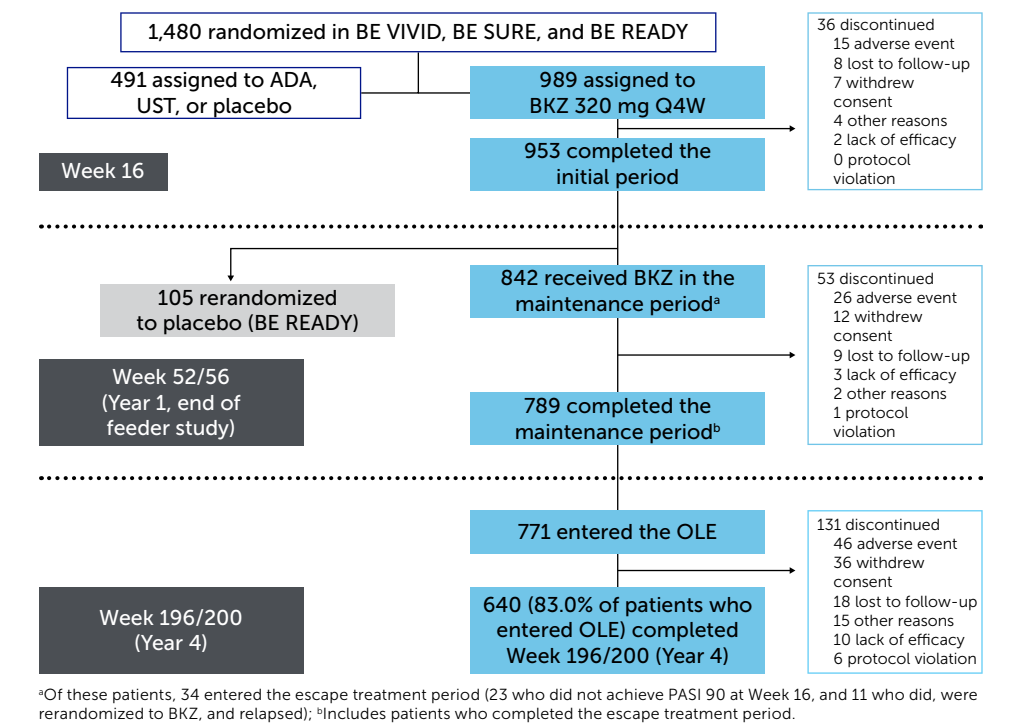 1,480 randomized in BE VIVID, BE SURE, and BE READY
491 assigned to ADA,
UST, or placebo
989 assigned to
BKZ 320 mg Q4W
36 discontinued
15 adverse event
8 lost to follow-up
7 withdrew
consent
4 other reasons
2 lack of efficacy
0 protocol
violation
Week 16
953 completed the
initial period
105 rerandomized
to placebo (BE READY)
842 received BKZ in the
maintenance periodᵃ
53 discontinued
26 adverse event
12 withdrew
consent
9 lost to follow-up
3 lack of efficacy
2 other reasons
1 protocol
violation
Week 52/56
(Year 1, end of
feeder study)
789 completed the
maintenance periodᵇ
771 entered the OLE
131 discontinued
46 adverse event
36 withdrew
consent
18 lost to follow-up
15 other reasons
10 lack of efficacy
6 protocol violation
Week 196/200
(Year 4)
640 (83.0% of patients who
entered OLE) completed
Week 196/200 (Year 4)
ᵃOf these patients, 34 entered the escape treatment period (23 who did not achieve PASI 90 at Week 16, and 11 who did, were
rerandomized to BKZ, and relapsed); ᵇIncludes patients who completed the escape treatment period.